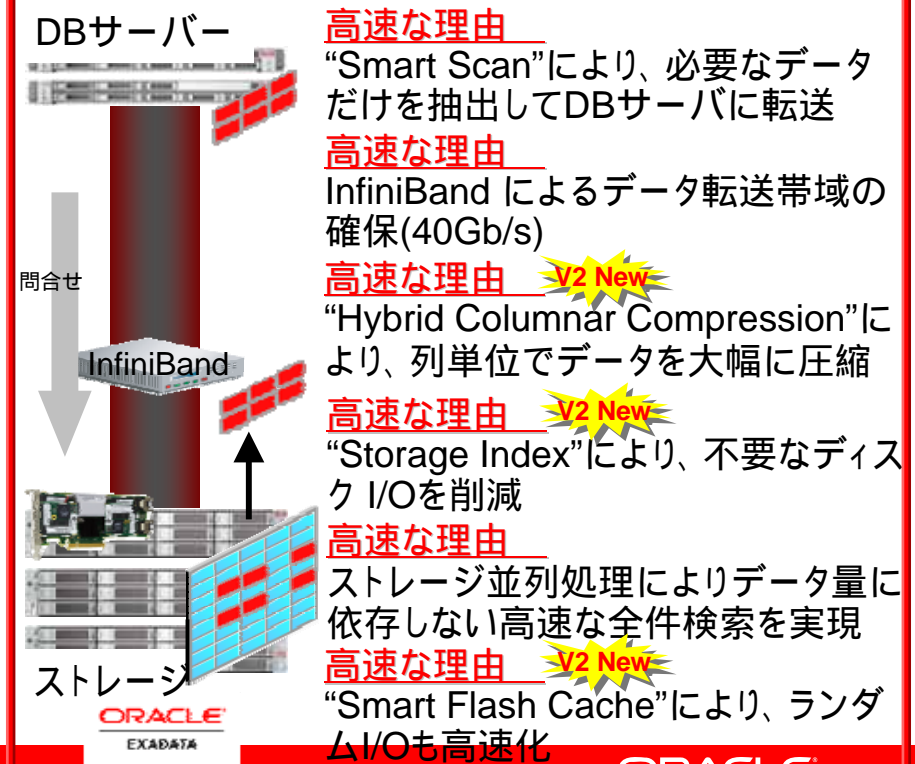 DBサーバー
問合せ
InfiniBand
ストレージ
ORACLE
EXADATA
高速な理由
“Smart Scan”により、必要なデータ
だけを抽出してDBサーバに転送
高速な理由
InfiniBand によるデータ転送帯域の
確保(40Gb/s)
高速な理由 V2 New
“Hybrid Columnar Compression”に
より、列単位でデータを大幅に圧縮
高速な理由 V2 New
“Storage Index”により、不要なディス
ク I/Oを削減
高速な理由
ストレージ並列処理によりデータ量に
依存しない高速な全件検索を実現
高速な理由 V2 New
“Smart Flash Cache”により、ランダ
ムI/Oも高速化
ORACLE